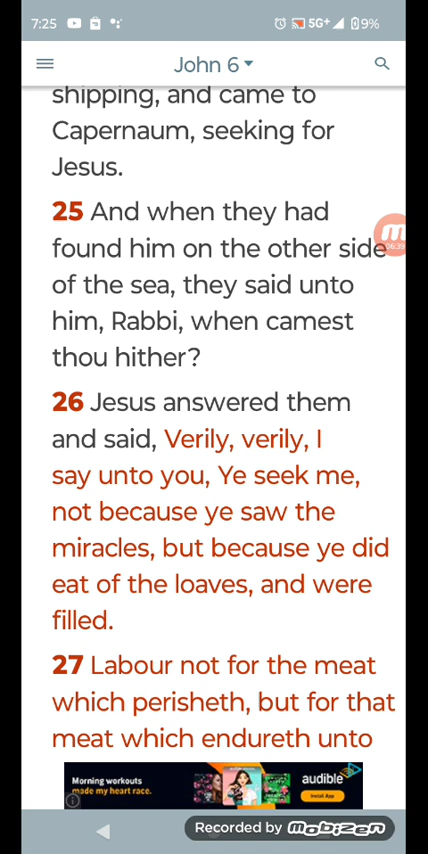 7:25 5G+ 9%
John 6
shipping, and came to
Capernaum, seeking for
Jesus.
25 And when they had
found him on the other side
06:39
of the sea, they said unto
him, Rabbi, when camest
thou hither?
26 Jesus answered them
and said, Verily, verily, I
say unto you, Ye seek me,
not because ye saw the
miracles, but because ye did
eat of the loaves, and were
filled.
27 Labour not for the meat
which perisheth, but for that
meat which endureth unto
Morning workouts
made my heart race.
audible
Install App
Recorded by mobizen